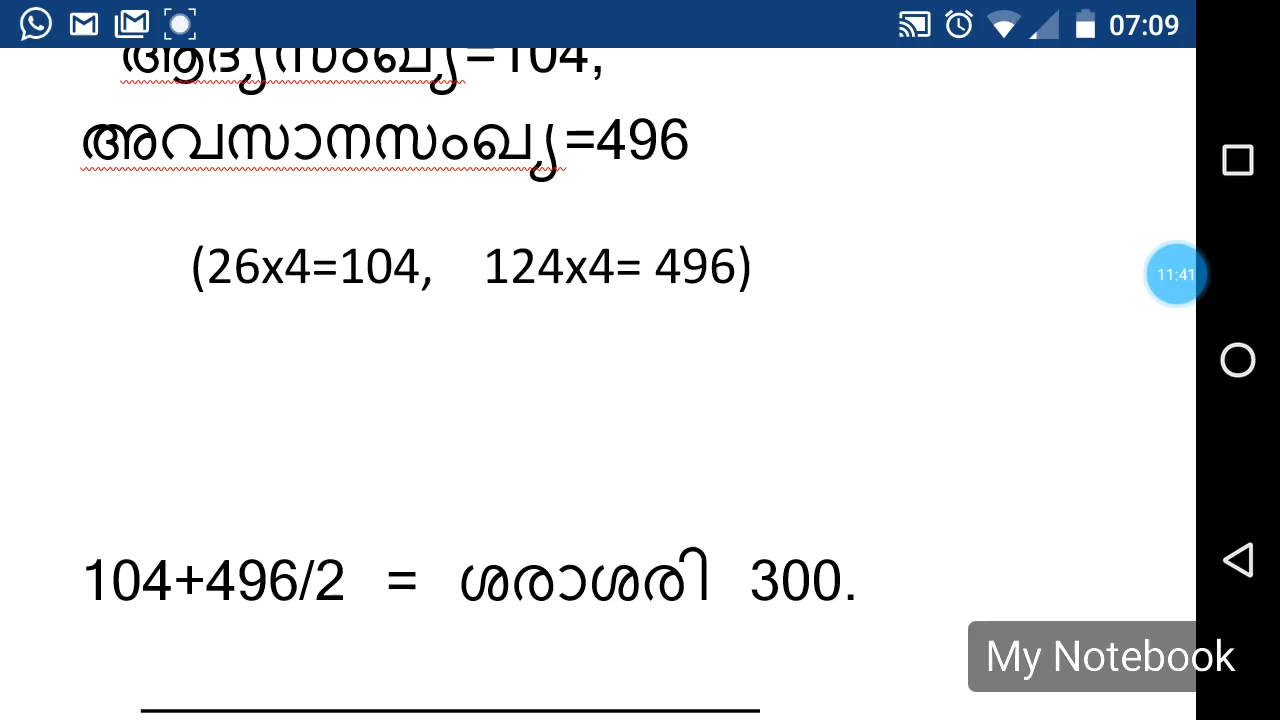 07:09
ആദ്യസംഖ്യ=104,
അവസാനസംഖ്യ=496
(26x4=104, 124x4= 496)
11:41
104+496/2 = ശരാശരി 300.
My Notebook